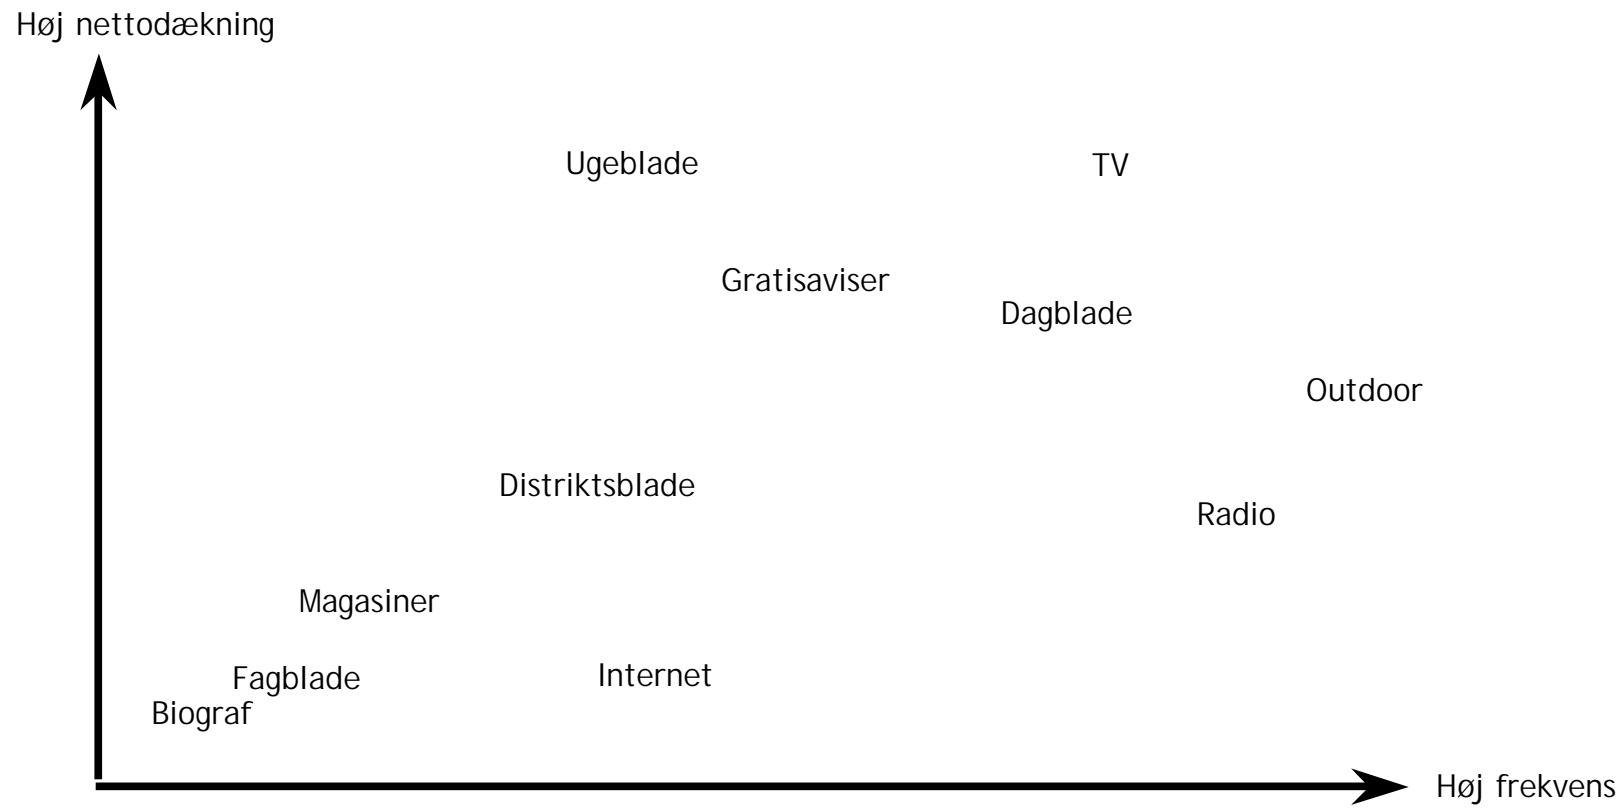 Høj nettodækning
Ugeblade
TV
Gratisaviser
Dagblade
Outdoor
Distriktsblade
Radio
Magasiner
Fagblade
Internet
Biograf
Høj frekvens